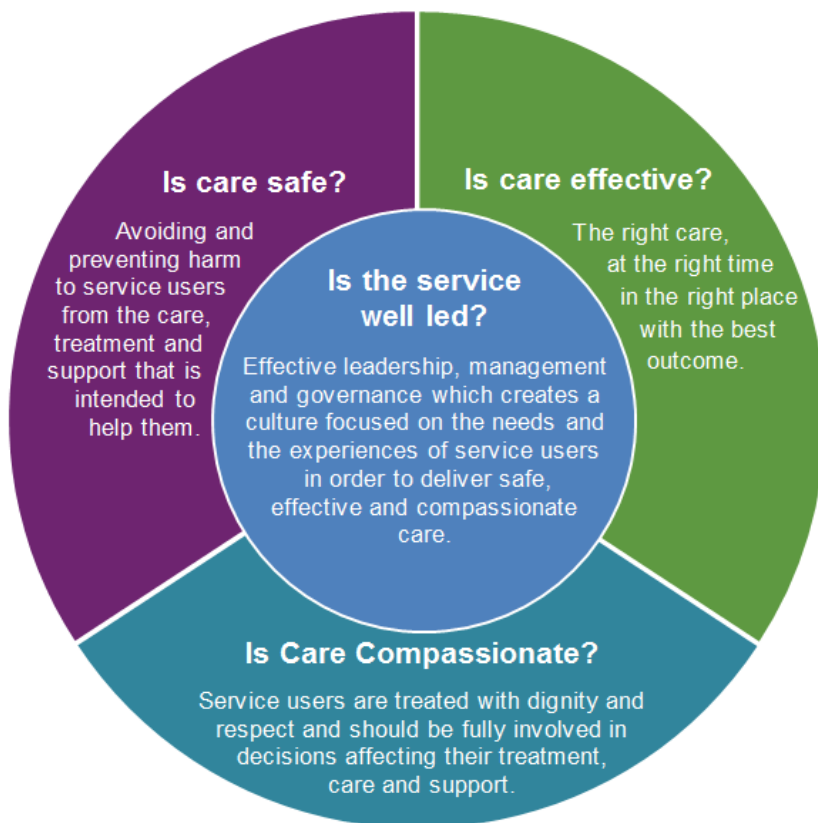 Is care safe?
Avoiding and
preventing harm
to service users
from the care,
treatment and
support that is
intended to
help them.
Is care effective?
The right care,
at the right time
in the right place
with the best
outcome.
Is the service
well led?
Effective leadership, management
and governance which creates a
culture focused on the needs and
the experiences of service users
in order to deliver safe,
effective and compassionate
care.
Is Care Compassionate?
Service users are treated with dignity and
respect and should be fully involved in
decisions affecting their treatment,
care and support.